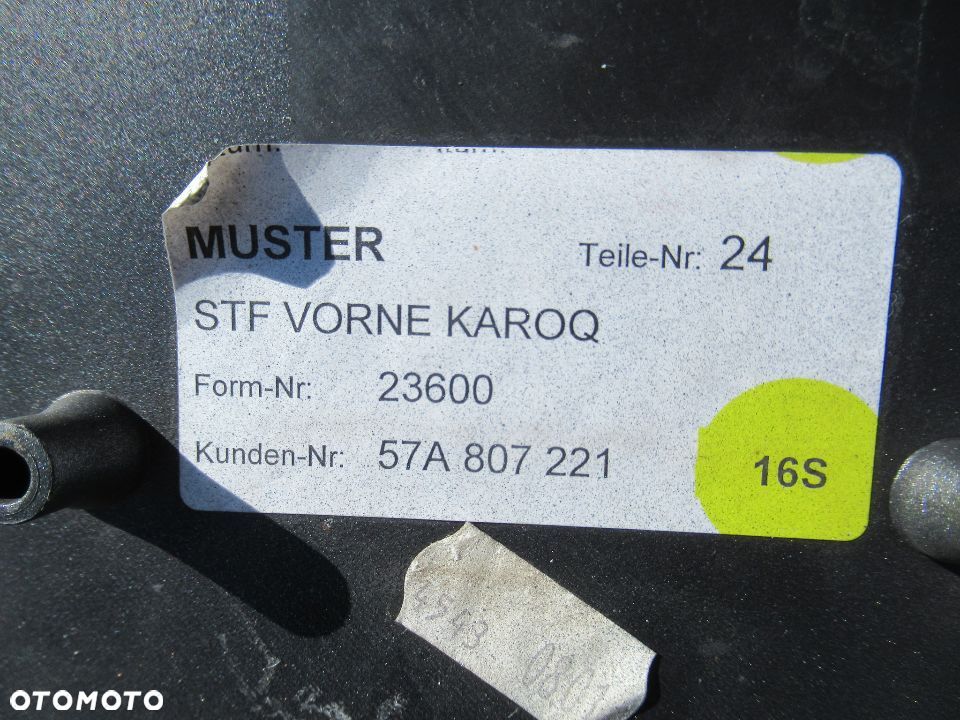 MUSTER Teile-Nr: 24
STF VORNE KAROQ
Form-Nr: 23600
Kunden-Nr: 57A 807 221
16S
OTOMOTO